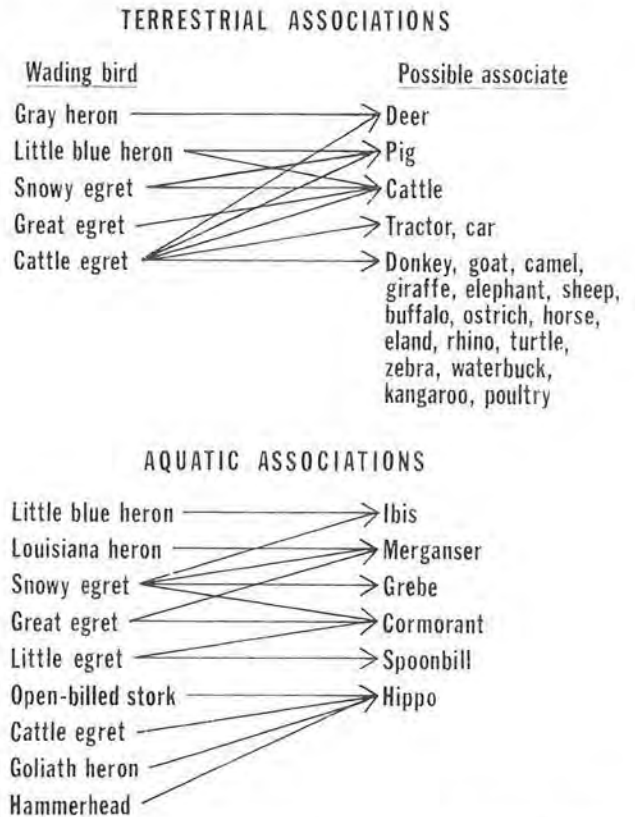 TERRESTRIAL ASSOCIATIONS
Wading bird
Possible associate
Gray heron
Deer
Little blue heron
Pig
Snowy egret
Cattle
Great egret
Tractor, car
Cattle egret
Donkey, goat, camel,
giraffe, elephant, sheep,
buffalo, ostrich, horse,
eland, rhino, turtle,
zebra, waterbuck,
kangaroo, poultry
AQUATIC ASSOCIATIONS
Little blue heron
Ibis
Louisiana heron
Merganser
Snowy egret
Grebe
Great egret
Cormorant
Little egret
Spoonbill
Open-billed stork
Hippo
Cattle egret
Goliath heron
Hammerhead